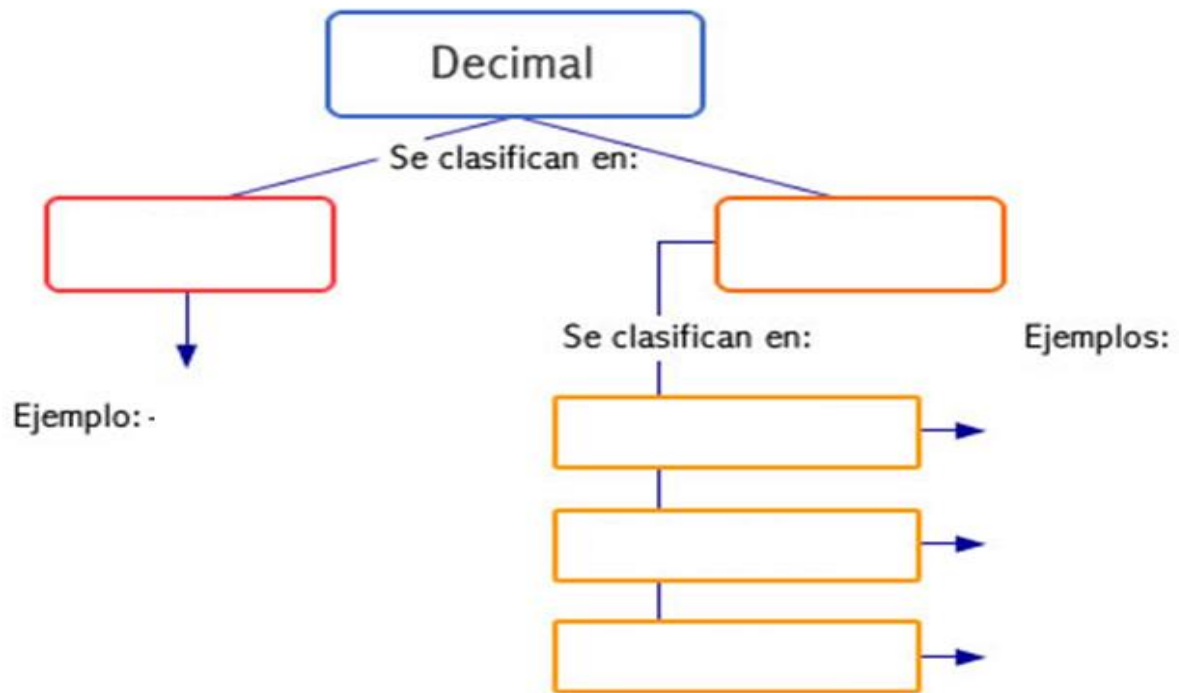 Decimal
Se clasifican en:
Se clasifican en:
Ejemplos:
Ejemplo: -